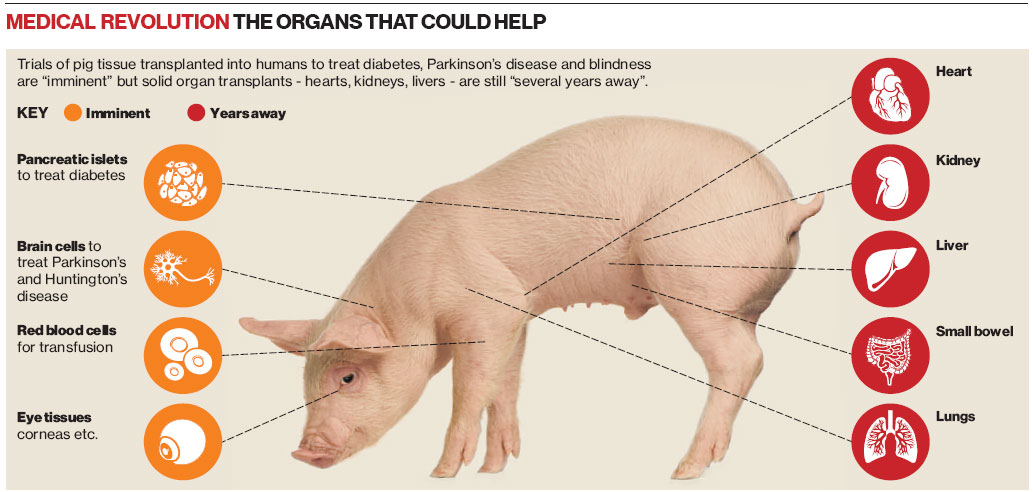 MEDICAL REVOLUTION THE ORGANS THAT COULD HELP
Trials of pig tissue transplanted into humans to treat diabetes, Parkinson's disease and blindness
are “imminent” but solid organ transplants - hearts, kidneys, livers - are still “several years away”.
KEY Imminent Years away
Pancreatic islets
to treat diabetes
Brain cells to
treat Parkinson's
and Huntington's
disease
Red blood cells
for transfusion
Eye tissues
corneas etc.
Heart
Kidney
Liver
Small bowel
Lungs